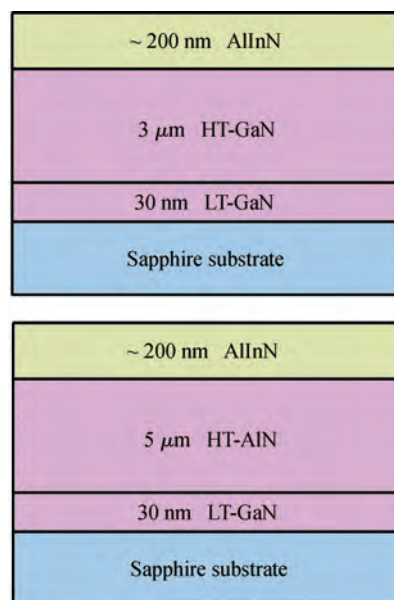 ~ 200 nm AlInN
3 μm HT-GaN
30 nm LT-GaN
Sapphire substrate
~ 200 nm AlInN
5 μm HT-AlN
30 nm LT-GaN
Sapphire substrate